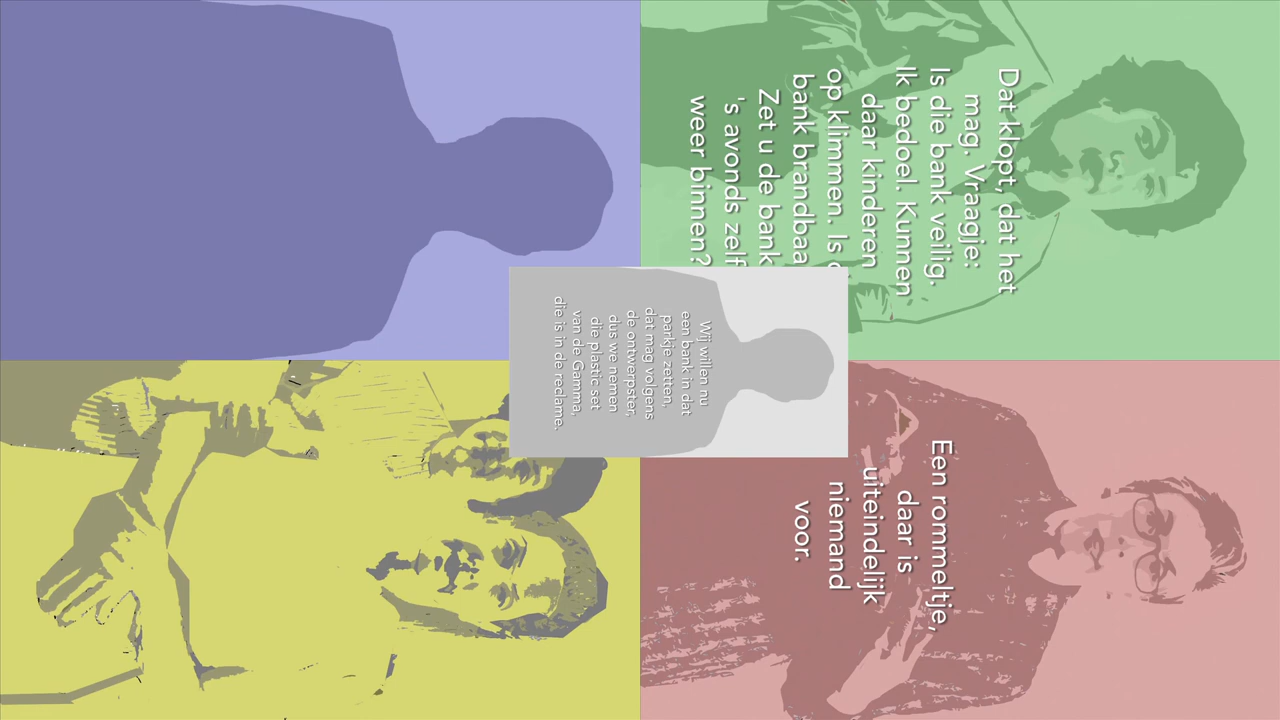 Dat klopt, dat het
mag. Vraagje:
Is die bank veilig.
Ik bedoel. Kunnen
daar kinderen
op klimmen. Is
bank
Zet u de bank
's avonds zelf
weer binnen?
Wij willen nu
een bank in dat
parkje zetten,
dat mag volgens
de ontwerpster,
dus we nemen
die plastic set
van de Gamma,
die is in de reclame.
Een rommeltje,
daar is
uiteindelijk
niemand
voor.